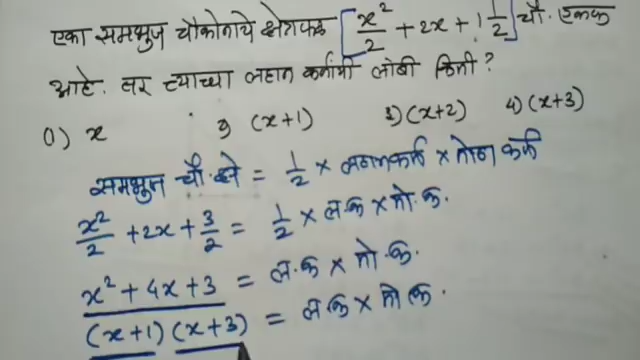 एका समभुज चौकोनाचे क्षेत्रफळ [x²/2 + 2x + 1 1/2] चौ. एकक
आहे. तर त्याच्या लहान कर्णाची लांबी किती?
1) x 2) (x+1) 3) (x+2) 4) (x+3)
समभुज चौ. क्षे = 1/2 × लहान कर्ण × मोठा कर्ण
x²/2 + 2x + 3/2 = 1/2 × ल.क × मो.क.
x² + 4x + 3 = ल.क × मो.क.
(x+1) (x+3) = ल.क × मो.क.